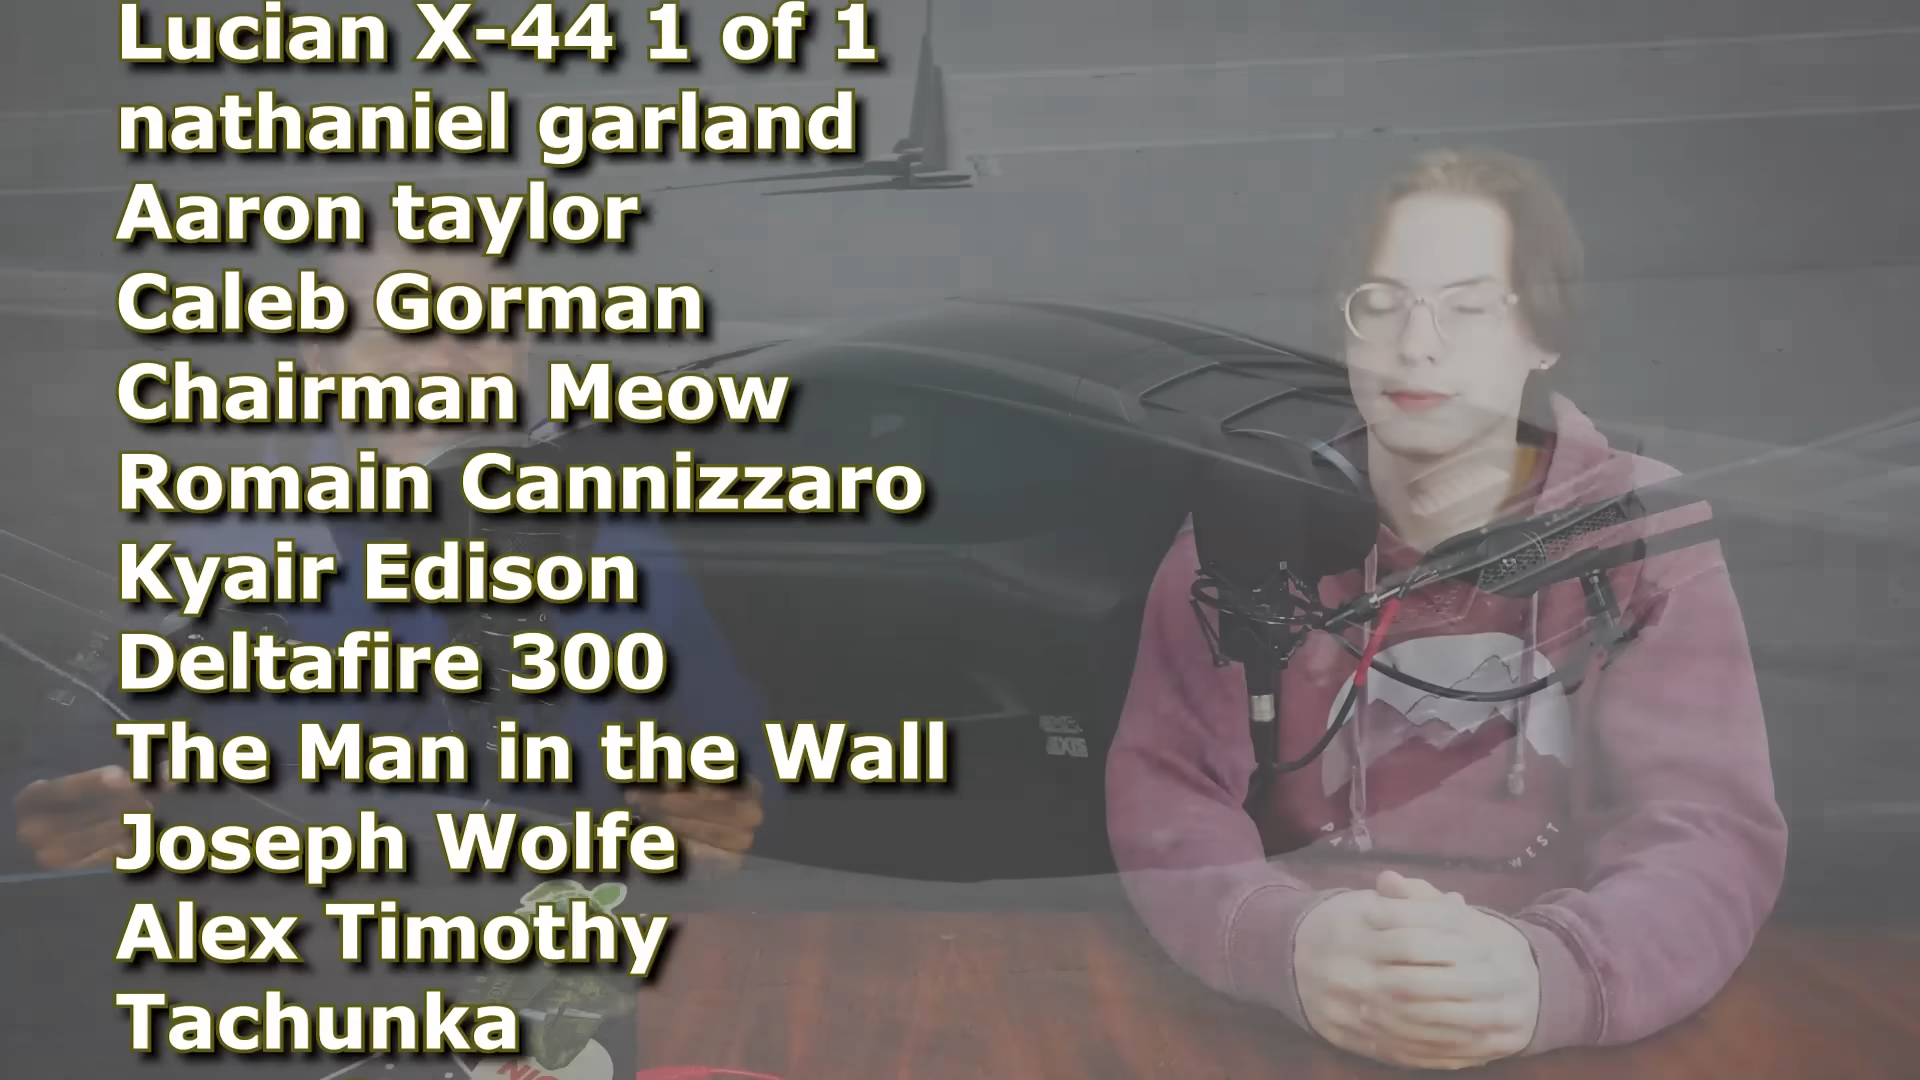 Lucian X-44 1 of 1
nathaniel garland
Aaron taylor
Caleb Gorman
Chairman Meow
Romain Cannizzaro
Kyair Edison
Deltafire 300
The Man in the Wall
Joseph Wolfe
Alex Timothy
Tachunka
WEST